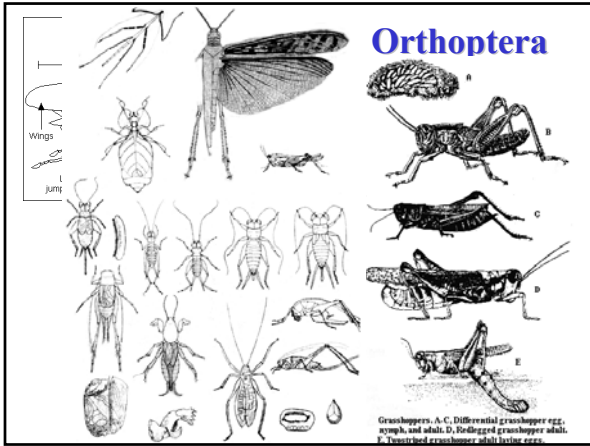 Orthoptera
Wings
jump
A
B
C
D
E
Grasshoppers. A-C, Differential grasshopper egg,
nymph, and adult. D, Redlegged grasshopper adult.
E. Twostriped grasshopper adult laying eggs.